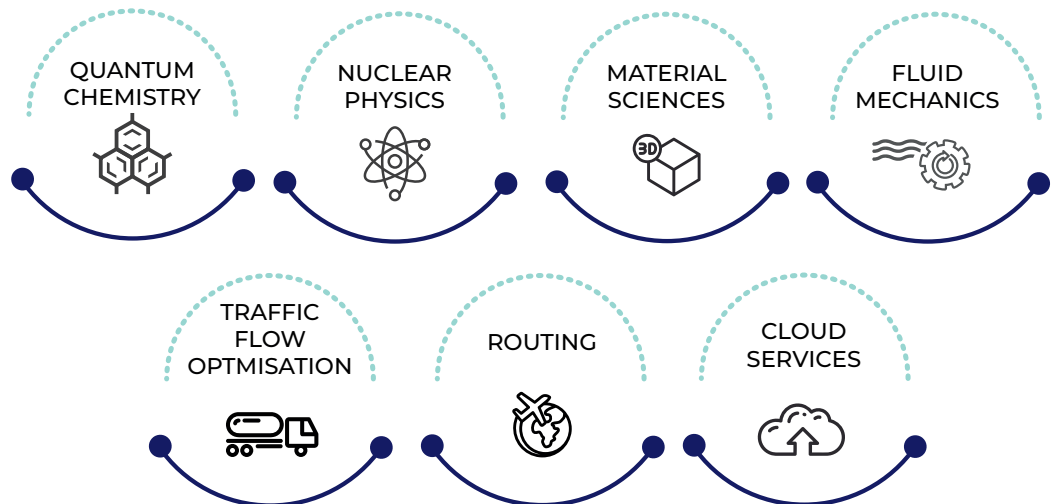 QUANTUM
CHEMISTRY
NUCLEAR
PHYSICS
MATERIAL
SCIENCES
3D
FLUID
MECHANICS
TRAFFIC
FLOW
OPTMISATION
ROUTING
CLOUD
SERVICES